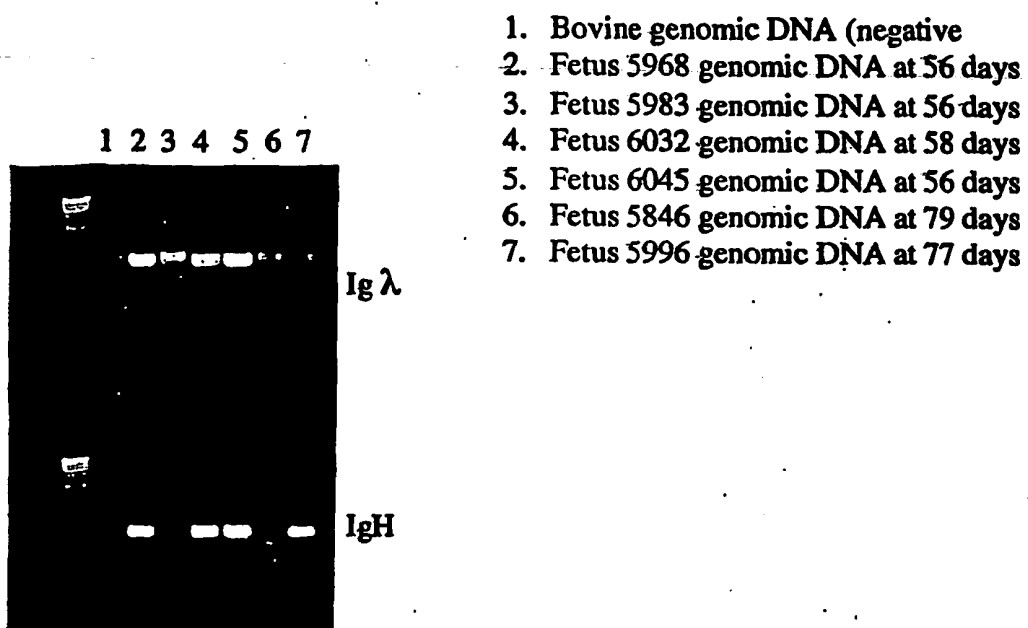 1. Bovine genomic DNA (negative
2. Fetus 5968 genomic DNA at 56 days
3. Fetus 5983 genomic DNA at 56 days
4. Fetus 6032 genomic DNA at 58 days
5. Fetus 6045 genomic DNA at 56 days
6. Fetus 5846 genomic DNA at 79 days
7. Fetus 5996 genomic DNA at 77 days
1 2 3 4 5 6 7
Ig λ
IgH